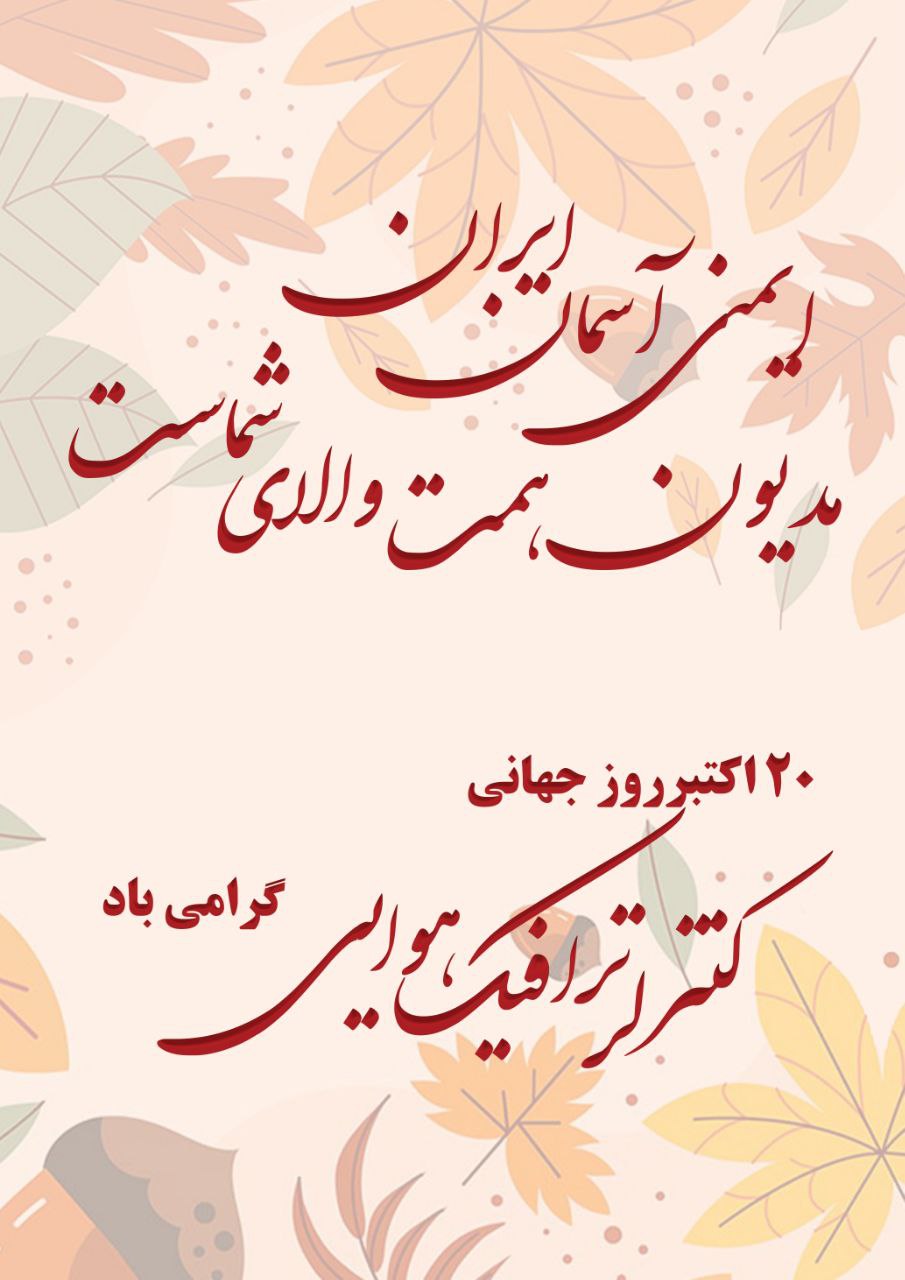 ایمنی آسمان ایران
مدیون همت والای شماست
۲۰ اکتبر روز جهانی
کنترلر ترافیک هوایی
گرامی باد